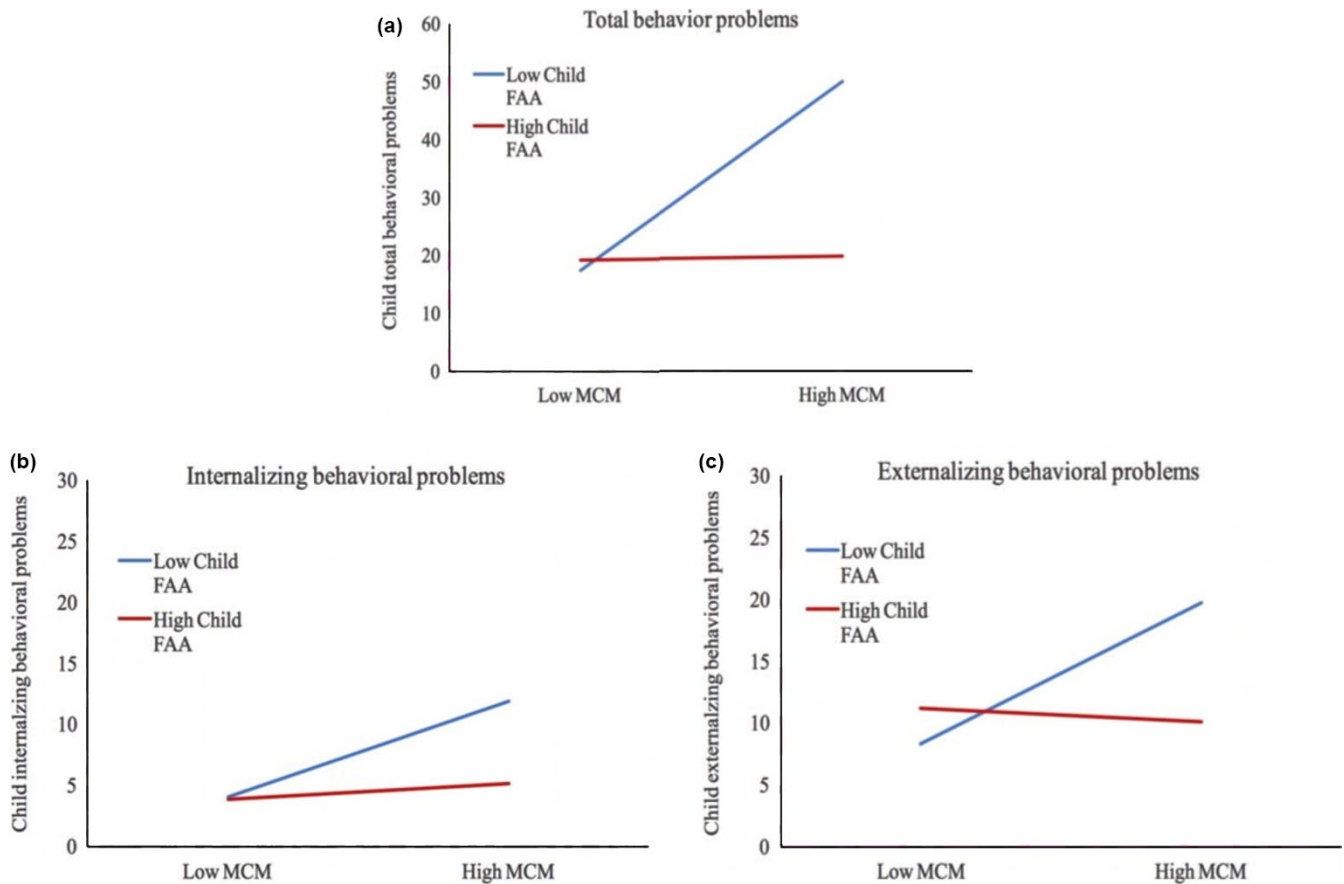 (a)
Total behavior problems
Child total behavioral problems
60
50
40
30
20
10
0
Low Child
FAA
High Child
FAA
Low MCM
High MCM
(b)
Internalizing behavioral problems
Child internalizing behavioral problems
30
25
20
15
10
5
0
Low Child
FAA
High Child
FAA
Low MCM
High MCM
(c)
Externalizing behavioral problems
Child externalzing behavioral problems
30
25
20
15
10
5
0
Low Child
FAA
High Child
FAA
Low MCM
High MCM